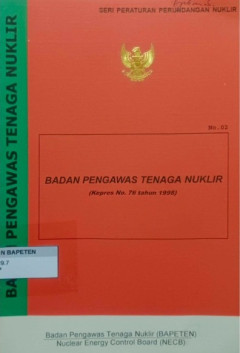 SERI PERATURAN PERUNDANGAN NUKLIR
No. 03
BADAN PENGAWAS TENAGA NUKLIR
(Kepres No. 76 tahun 1998)
BADAN PENGAWAS TENAGA NUKLIR
AN BAPETEN
Badan Pengawas Tenaga Nuklir (BAPETEN)
Nuclear Energy Control Board (NECB)